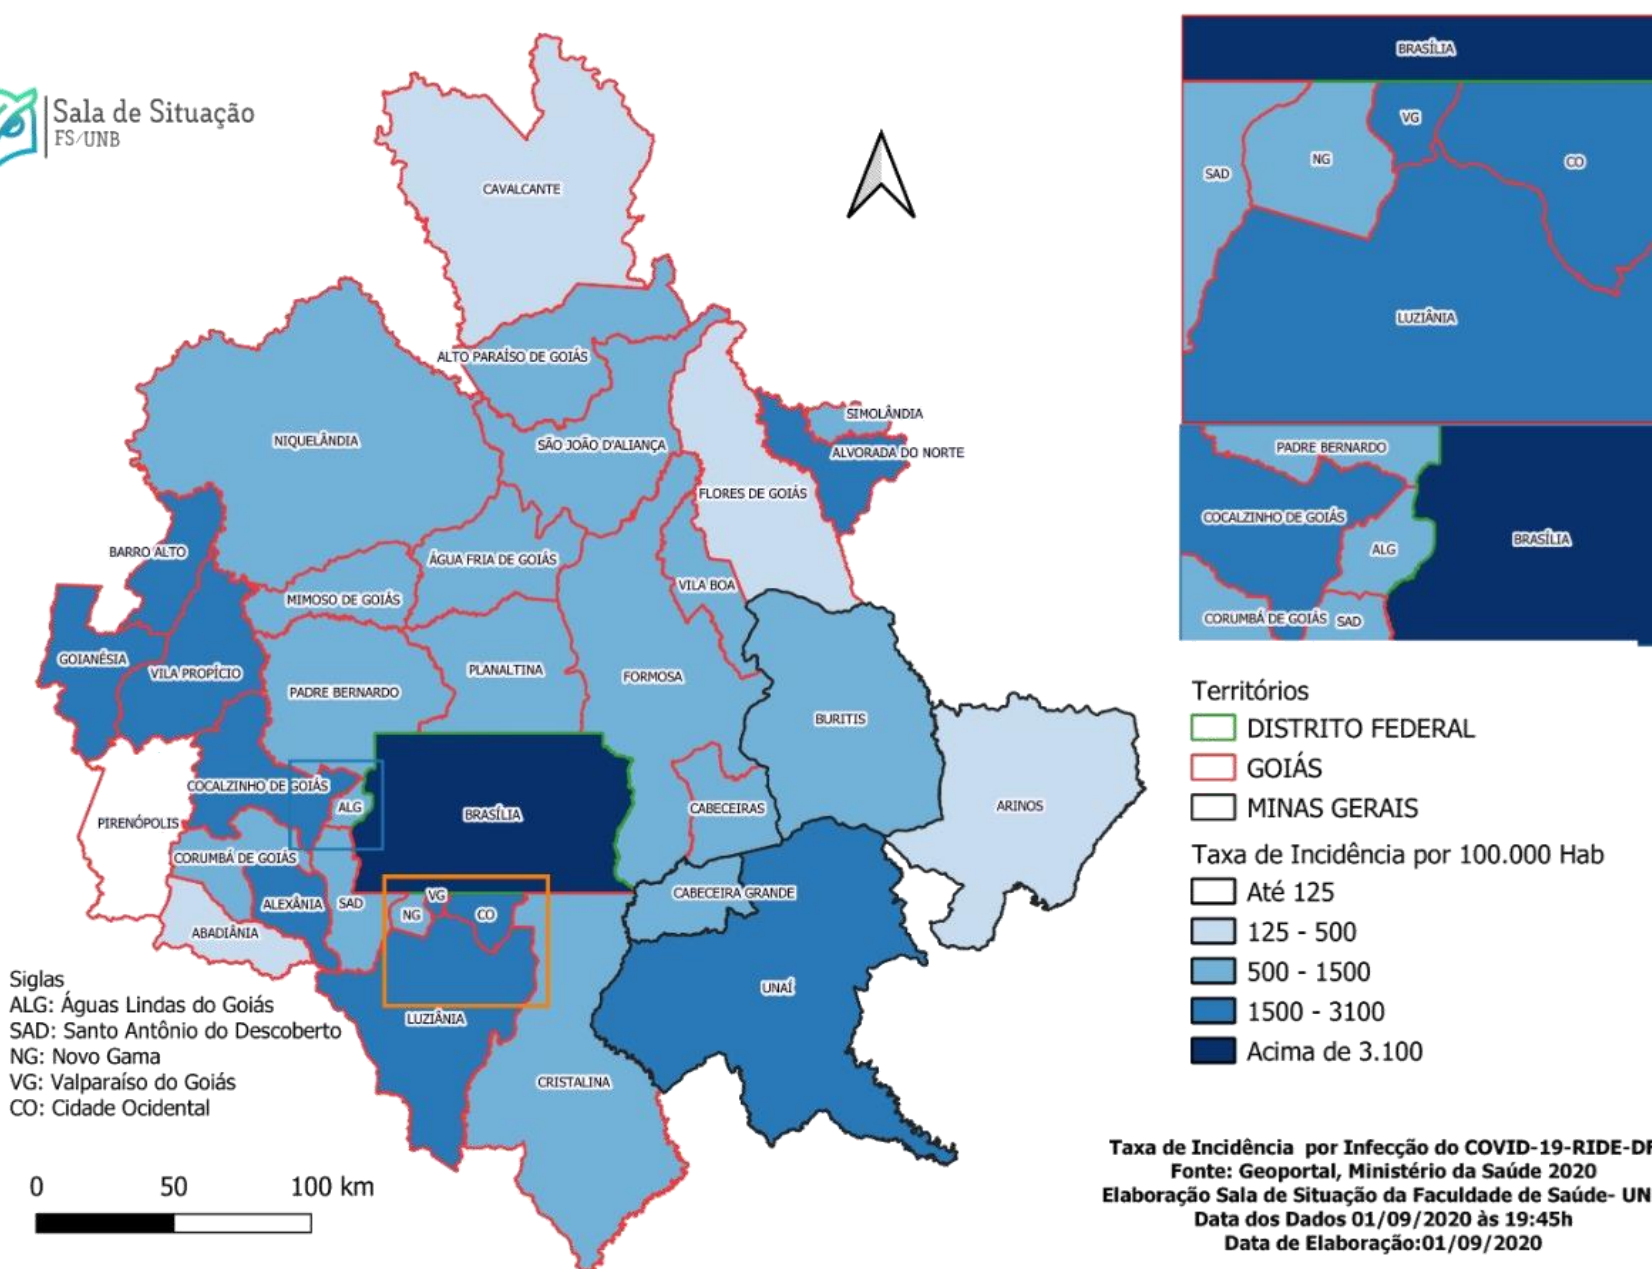 Sala de Situação
FS/UNB
CAVALCANTE
ALTO PARAÍSO DE GOIÁS
NIQUELÂNDIA
SÃO JOÃO D'ALIANÇA
SIMOLÂNDIA
ALVORADA DO NORTE
FLORES DE GOIÁS
BARRO ALTO
ÁGUA FRIA DE GOIÁS
VILA BOA
MIMOSO DE GOIÁS
GOIANÉSIA
VILA PROPÍCIO
PADRE BERNARDO
PLANALTINA
FORMOSA
BURITIS
COCALZINHO DE GOIÁS
ALG
BRASÍLIA
CABECEIRAS
ARINOS
PIRENÓPOLIS
CORUMBÁ DE GOIÁS
ALEXÂNIA
SAD
NG
VG
CO
CABECEIRA GRANDE
ABADIÂNIA
UNAÍ
LUZIÂNIA
CRISTALINA
Siglas
ALG: Águas Lindas do Goiás
SAD: Santo Antônio do Descoberto
NG: Novo Gama
VG: Valparaíso do Goiás
CO: Cidade Ocidental
0 50 100 km
BRASÍLIA
VG
NG
CO
SAD
LUZIÂNIA
PADRE BERNARDO
COCALZINHO DE GOIÁS
ALG
BRASÍLIA
CORUMBÁ DE GOIÁS
SAD
Territórios
DISTRITO FEDERAL
GOIÁS
MINAS GERAIS
Taxa de Incidência por 100.000 Hab
Até 125
125 - 500
500 - 1500
1500 - 3100
Acima de 3.100
Taxa de Incidência por Infecção do COVID-19-RIDE-DF
Fonte: Geoportal, Ministério da Saúde 2020
Elaboração Sala de Situação da Faculdade de Saúde- UN
Data dos Dados 01/09/2020 às 19:45h
Data de Elaboração:01/09/2020